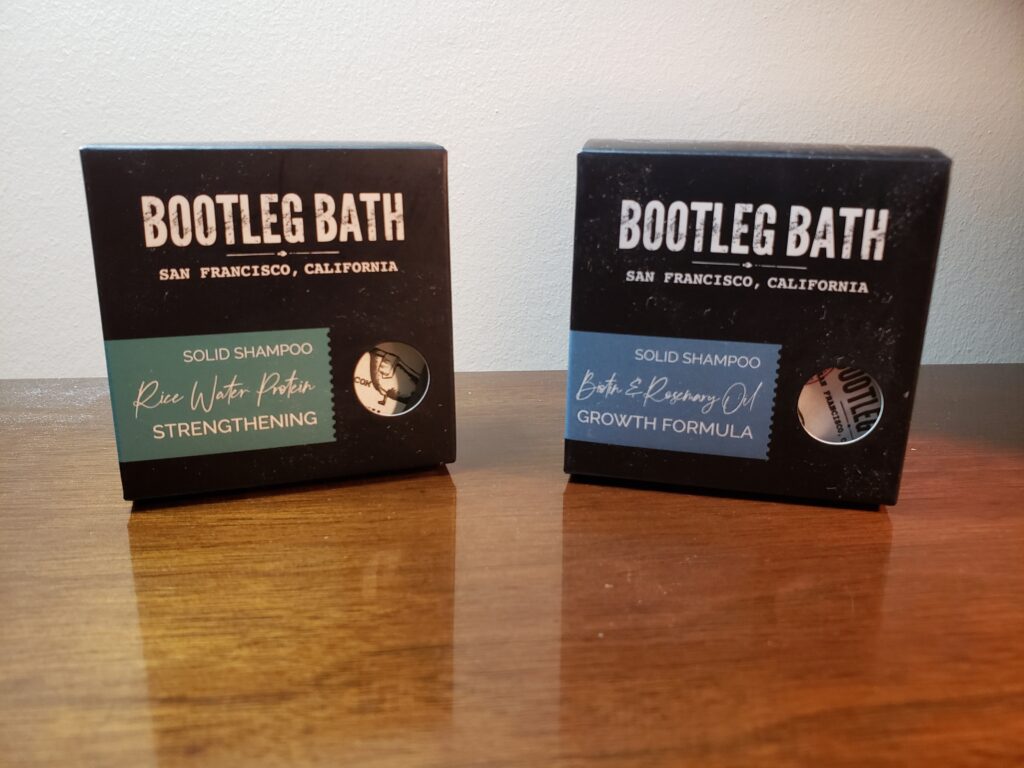 BOOTLEG BATH
SAN FRANCISCO, CALIFORNIA
SOLID SHAMPOO
Rice Water Protein
STRENGTHENING
BOOTLEG BATH
SAN FRANCISCO, CALIFORNIA
SOLID SHAMPOO
Biotin & Rosemary Oil
GROWTH FORMULA